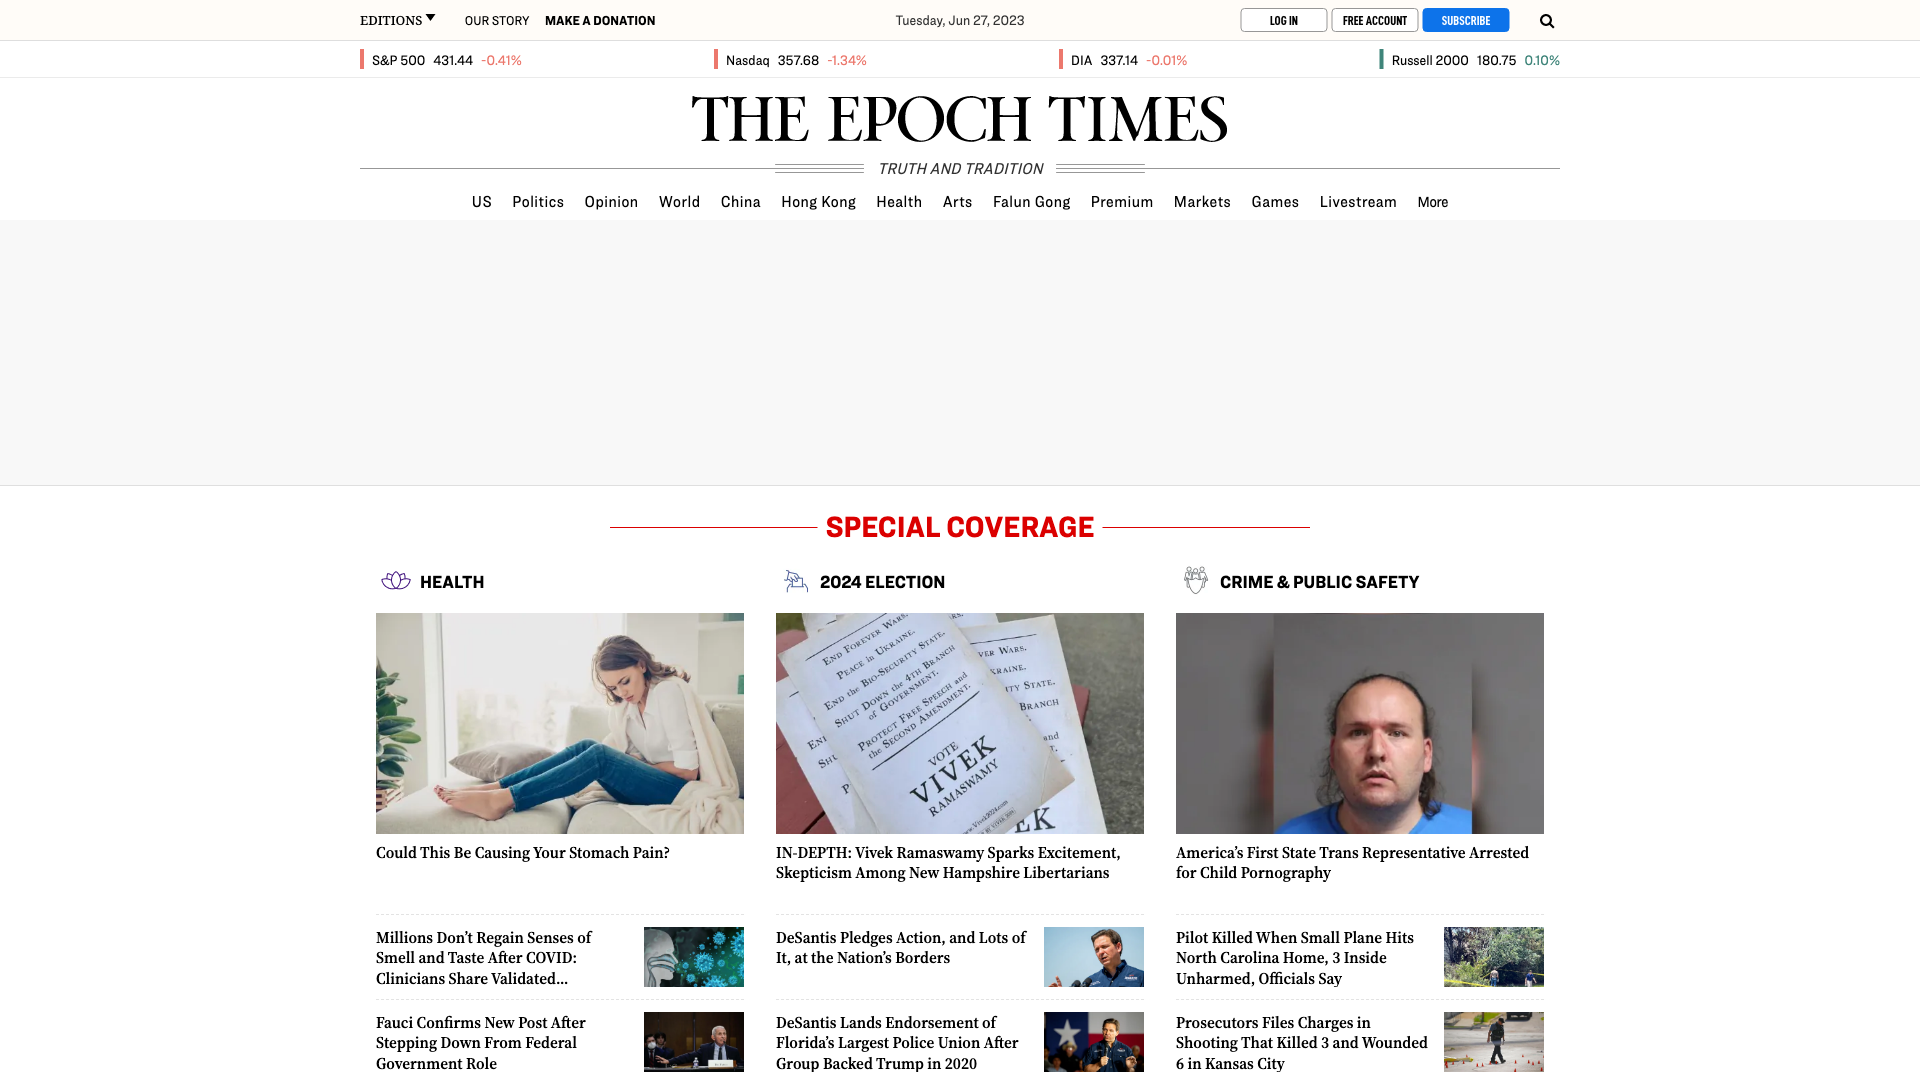 EDITIONS OUR STORY MAKE A DONATION Tuesday, Jun 27, 2023 LOG IN FREE ACCOUNT SUBSCRIBE
S&P 500 431.44 -0.41% Nasdaq 357.68 -1.34% DIA 337.14 -0.01% Russell 2000 180.75 0.10%
THE EPOCH TIMES
TRUTH AND TRADITION
US Politics Opinion World China Hong Kong Health Arts Falun Gong Premium Markets Games Livestream More
SPECIAL COVERAGE
HEALTH
Could This Be Causing Your Stomach Pain?
Millions Don't Regain Senses of
Smell and Taste After COVID:
Clinicians Share Validated...
Fauci Confirms New Post After
Stepping Down From Federal
Government Role
2024 ELECTION
END FOREVER WARS.
PEACE in UKRAINE.
END the BIO-SECURITY STATE.
SHUT DOWN the 4TH BRANCH
of GOVERNMENT.
PROTECT FREE SPEECH and
the SECOND AMENDMENT.
VOTE
VIVEK
RAMASWAMY
IN-DEPTH: Vivek Ramaswamy Sparks Excitement,
Skepticism Among New Hampshire Libertarians
DeSantis Pledges Action, and Lots of
It, at the Nation's Borders
DeSantis Lands Endorsement of
Florida's Largest Police Union After
Group Backed Trump in 2020
CRIME & PUBLIC SAFETY
America's First State Trans Representative Arrested
for Child Pornography
Pilot Killed When Small Plane Hits
North Carolina Home, 3 Inside
Unharmed, Officials Say
Prosecutors Files Charges in
Shooting That Killed 3 and Wounded
6 in Kansas City